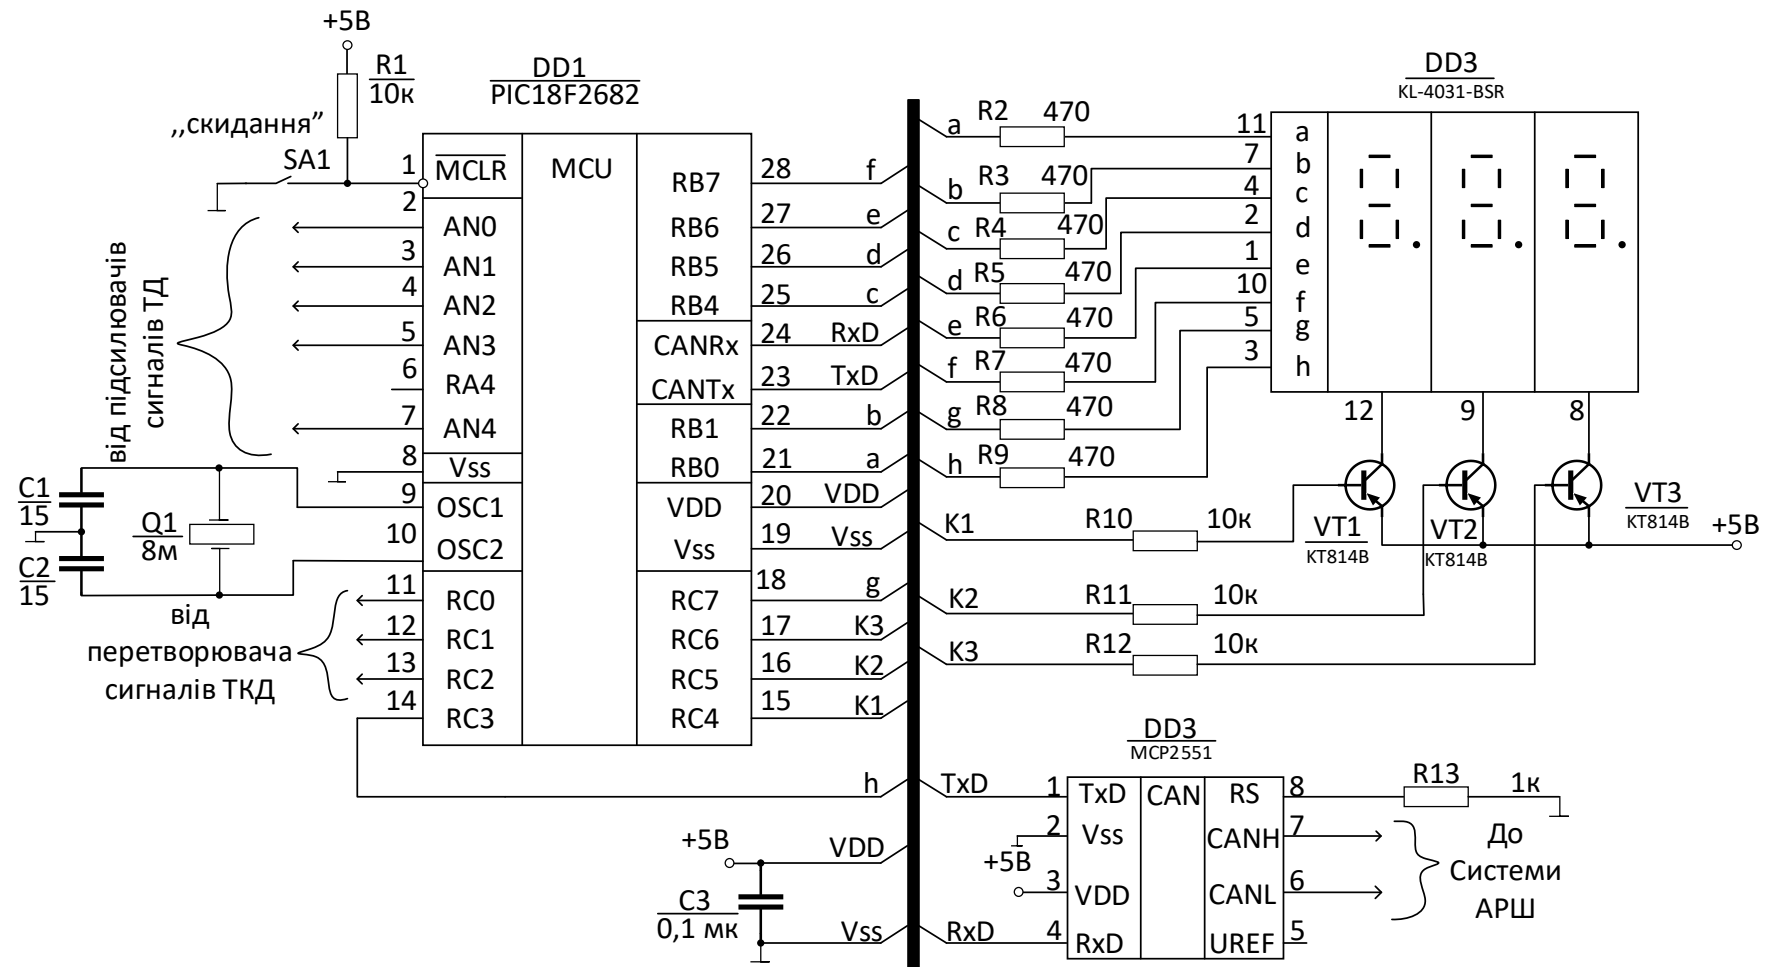 +5В
R1
10к
„скидання”
SA1
DD1
PIC18F2682
MCU
1
MCLR
2
AN0
3
AN1
4
AN2
5
AN3
6
RA4
7
AN4
8
Vss
9
OSC1
10
OSC2
11
RC0
12
RC1
13
RC2
14
RC3
RB7
28
f
RB6
27
e
RB5
26
d
RB4
25
c
CANRx
24
RxD
CANTx
23
TxD
RB1
22
b
RB0
21
a
VDD
20
VDD
Vss
19
Vss
RC7
18
g
RC6
17
K3
RC5
16
K2
RC4
15
K1
h
від підсилювачів
сигналів ТД
C1
15
C2
15
Q1
8м
від
перетворювача
сигналів ТКД
+5В
VDD
C3
0,1 мк
Vss
a
R2
470
11
a
b
R3
470
7
b
c
R4
470
4
c
d
R5
470
2
d
e
R6
470
1
e
f
R7
470
10
f
g
R8
470
5
g
h
R9
470
3
h
DD3
KL-4031-BSR
12
9
8
K1
R10
10к
VT1
КТ814В
VT2
КТ814В
VT3
КТ814В
+5В
K2
R11
10к
K3
R12
10к
DD3
MCP2551
TxD
1
TxD
CAN
RS
8
R13
1к
2
Vss
CANH
7
+5В
3
VDD
CANL
6
RxD
4
RxD
UREF
5
До
Системи
АРШ